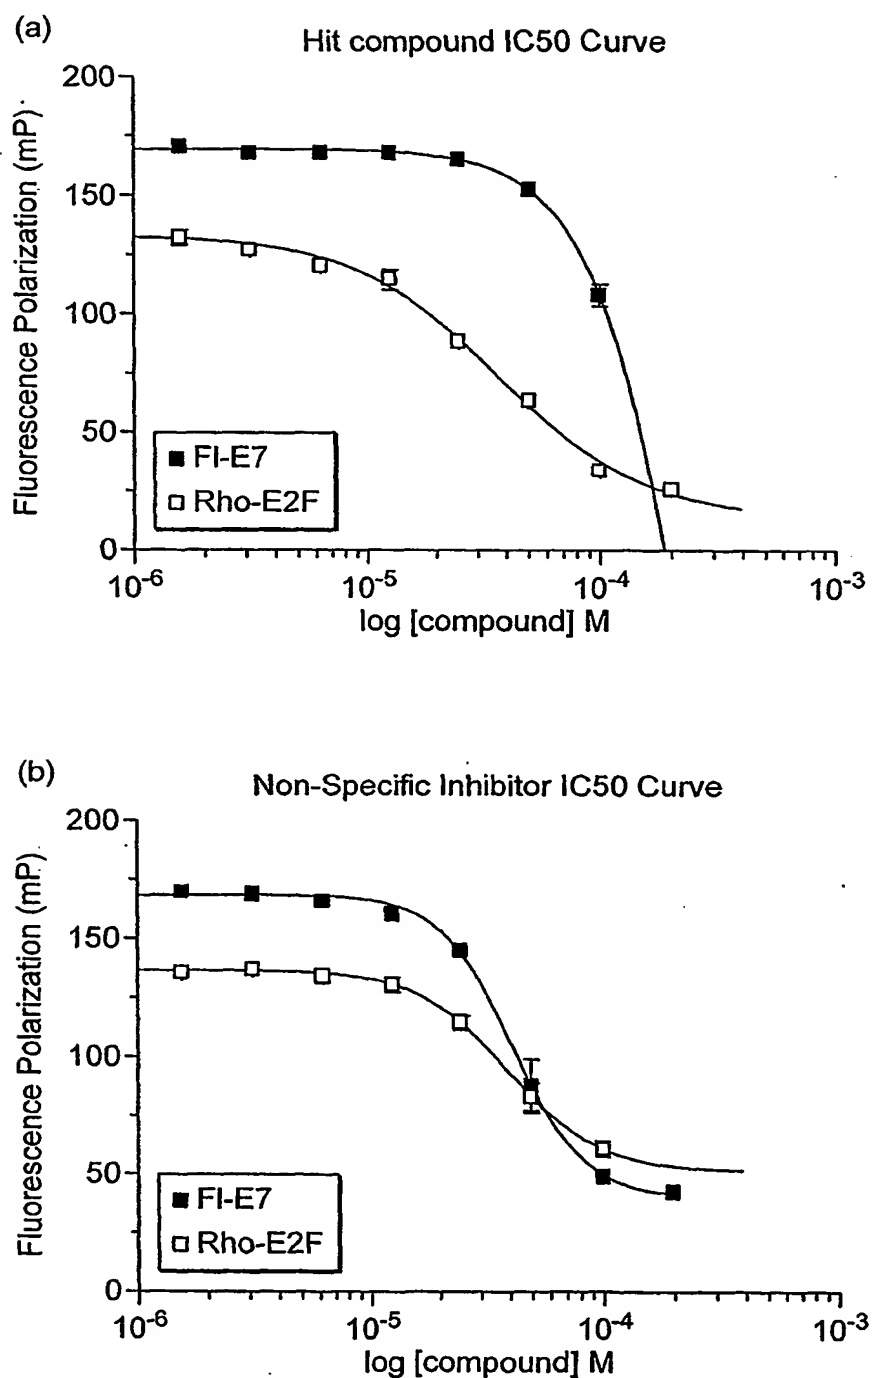 (a)
Hit compound IC50 Curve
Fluorescence Polarization (mP)
200
150
100
50
0
FI-E7
Rho-E2F
10-6
10-5
10-4
10-3
log [compound] M
(b)
Non-Specific Inhibitor IC50 Curve
Fluorescence Polarization (mP)
200
150
100
50
0
FI-E7
Rho-E2F
10-6
10-5
10-4
10-3
log [compound] M